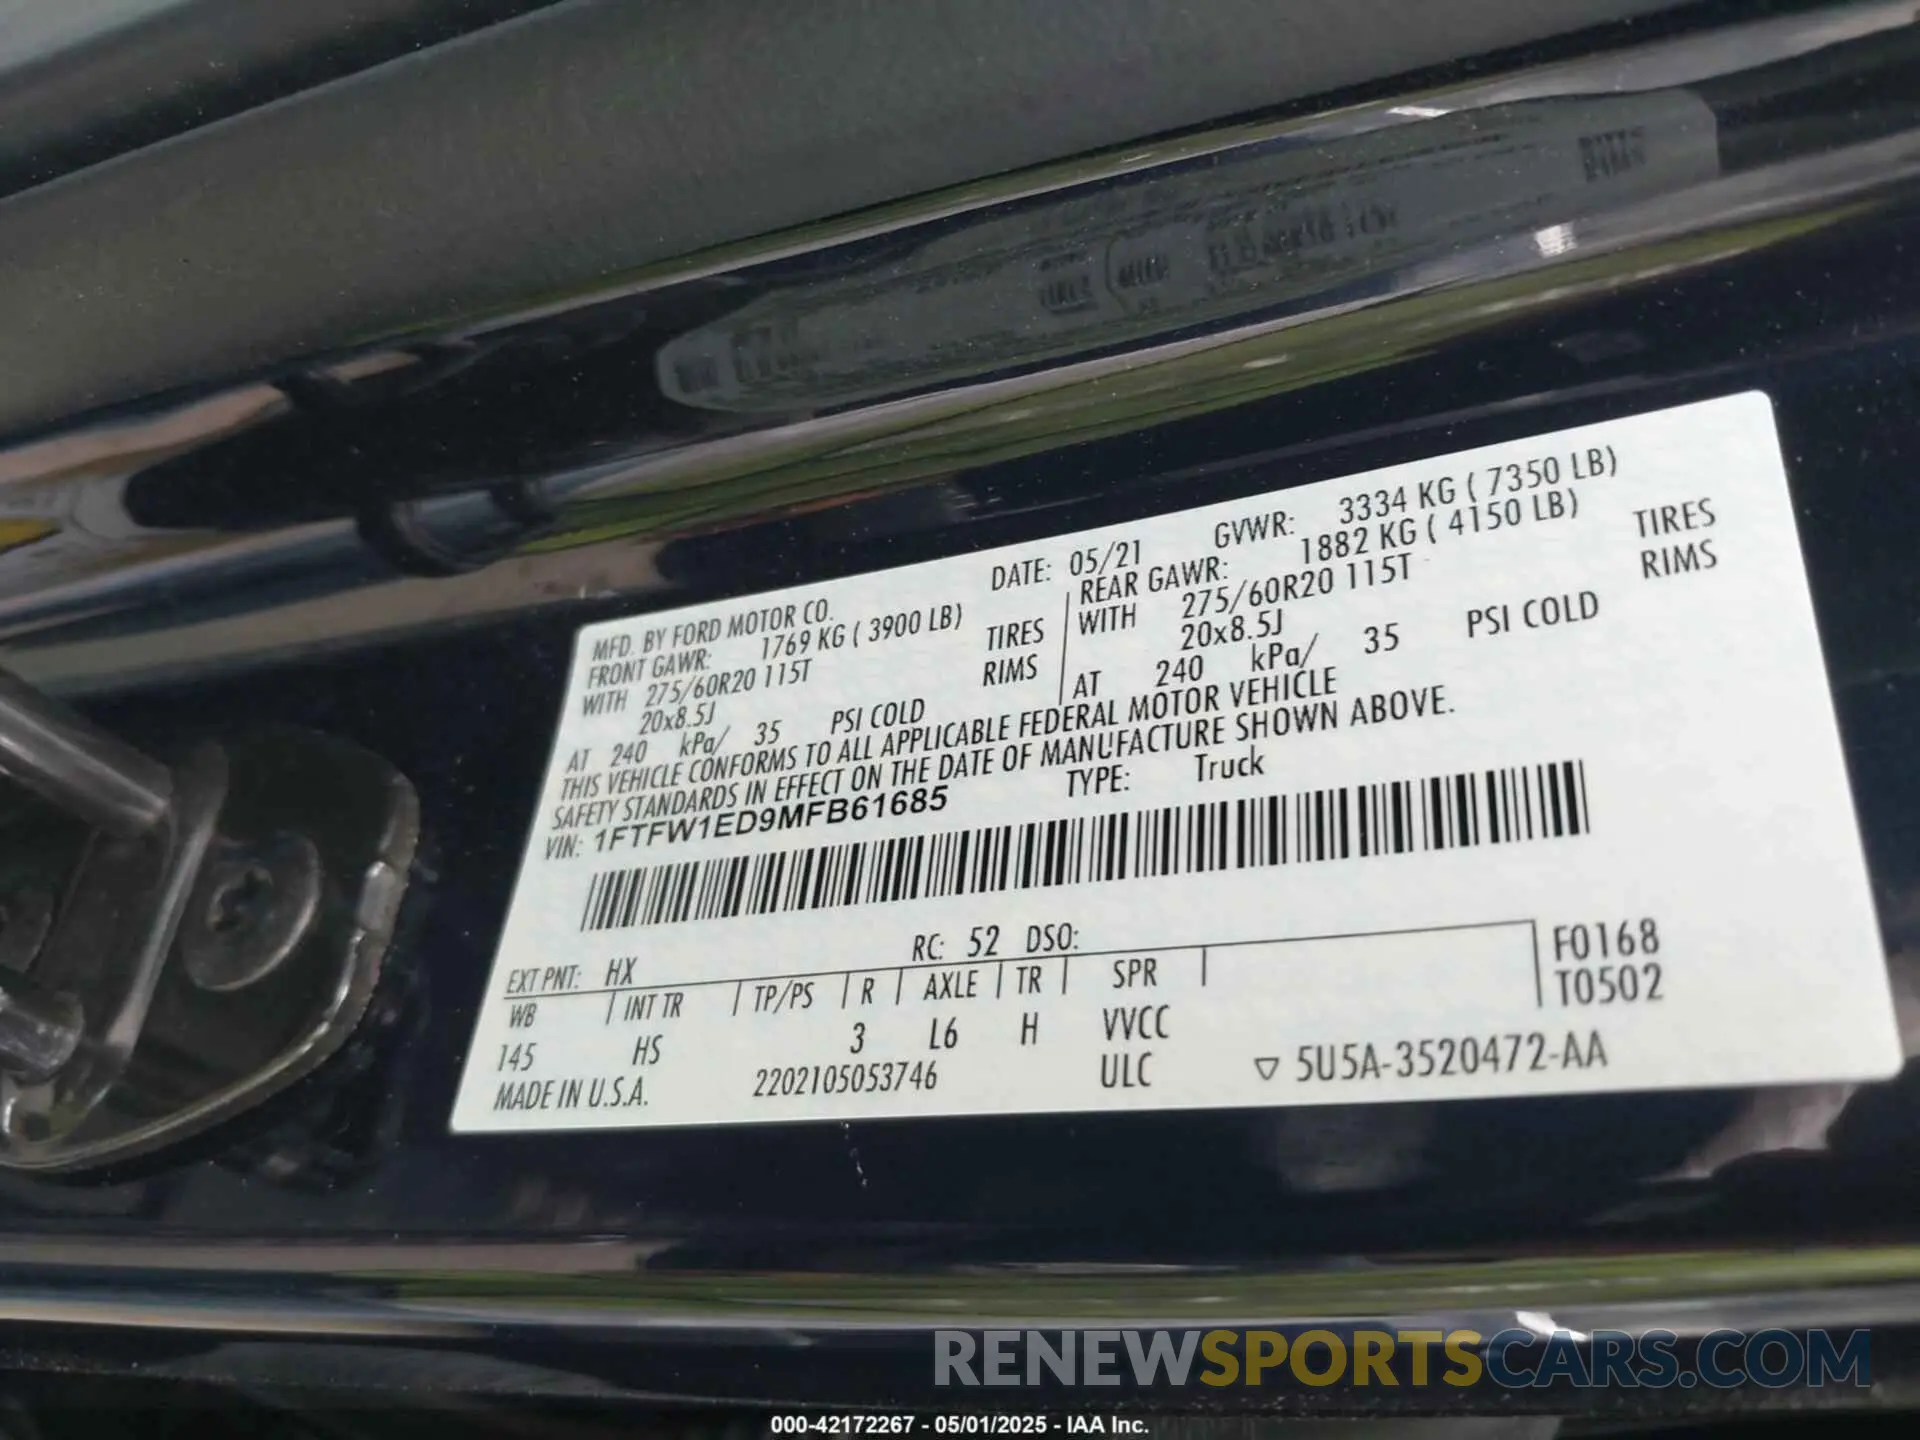 MFD. BY FORD MOTOR CO.
DATE: 05/21
GVWR: 3334 KG ( 7350 LB)
FRONT GAWR: 1769 KG ( 3900 LB)
REAR GAWR: 1882 KG ( 4150 LB)
WITH 275/60R20 115T TIRES
WITH 275/60R20 115T TIRES
20x8.5J RIMS
20x8.5J RIMS
AT 240 kPa/ 35 PSI COLD
AT 240 kPa/ 35 PSI COLD
THIS VEHICLE CONFORMS TO ALL APPLICABLE FEDERAL MOTOR VEHICLE
SAFETY STANDARDS IN EFFECT ON THE DATE OF MANUFACTURE SHOWN ABOVE.
VIN: 1FTFW1ED9MFB61685
TYPE: Truck
EXT PNT: HX RC: 52 DSO:
WB INT TR TP/PS R AXLE TR SPR
F0168
T0502
145 HS 3 L6 H VVCC
MADE IN U.S.A. 2202105053746 ULC ▽ 5U5A-3520472-AA
RENEWSPORTSCARS.COM
000-42172267 - 05/01/2025 - IAA Inc.